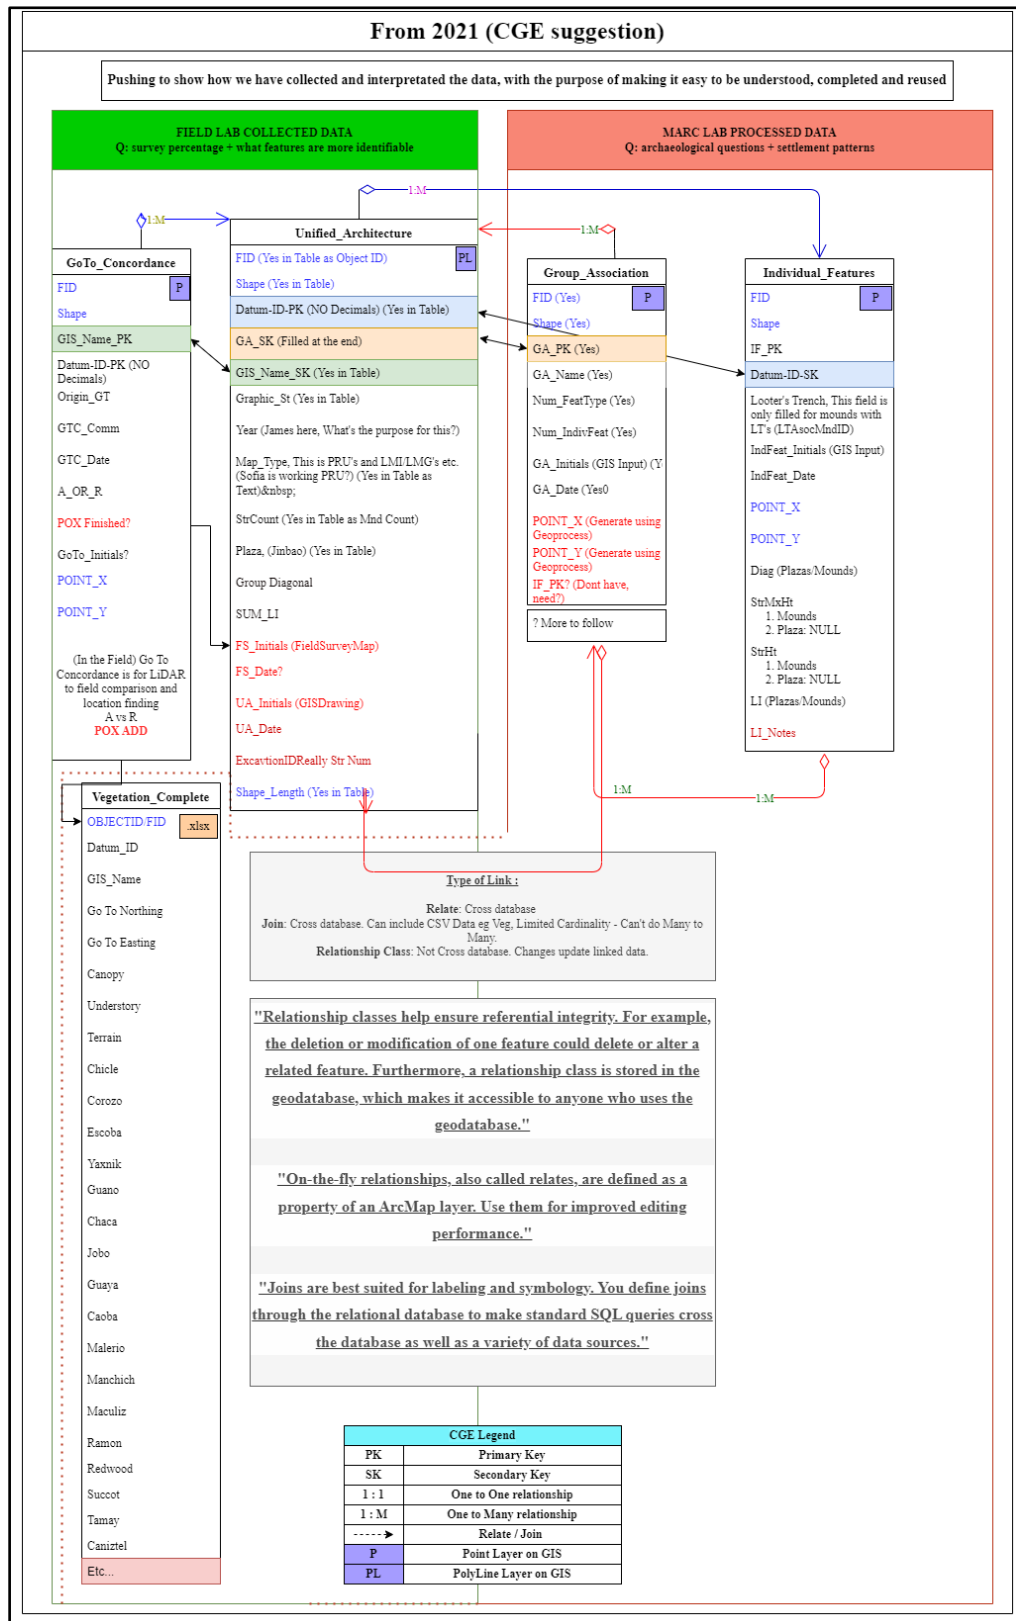 From 2021 (CGE suggestion)
Pushing to show how we have collected and interpretated the data, with the purpose of making it easy to be understood, completed and reused
FIELD LAB COLLECTED DATA
Q: survey percentage + what features are more identifiable
MARC LAB PROCESSED DATA
Q: archaeological questions + settlement patterns
1:M
1:M
1:M
GoTo_Concordance
FID
P
Shape
GIS_Name_PK
Datum-ID-PK (NO
Decimals)
Origin_GT
GTC_Comm
GTC_Date
A_OR_R
POX Finished?
GoTo_Initials?
POINT_X
POINT_Y
(In the Field) Go To
Concordance is for LiDAR
to field comparison and
location finding
A vs R
POX ADD
Unified_Architecture
FID (Yes in Table as Object ID)
PL
Shape (Yes in Table)
Datum-ID-PK (NO Decimals) (Yes in Table)
GA_SK (Filled at the end)
GIS_Name_SK (Yes in Table)
Graphic_St (Yes in Table)
Year (James here, What's the purpose for this?)
Map_Type, This is PRU's and LMI/LMG's etc.
(Sofia is working PRU?) (Yes in Table as
Text)&nbsp;
StrCount (Yes in Table as Mnd Count)
Plaza, (Jinbao) (Yes in Table)
Group Diagonal
SUM_LI
FS_Initials (FieldSurveyMap)
FS_Date?
UA_Initials (GISDrawing)
UA_Date
ExcavtionIDReally Str Num
Shape_Length (Yes in Table)
Group_Association
FID (Yes)
P
Shape (Yes)
GA_PK (Yes)
GA_Name (Yes)
Num_FeatType (Yes)
Num_IndivFeat (Yes)
GA_Initials (GIS Input) (Y
GA_Date (Yes0
POINT_X (Generate using
Geoprocess)
POINT_Y (Generate using
Geoprocess)
IF_PK? (Dont have,
need?)
? More to follow
Individual_Features
FID
P
Shape
IF_PK
Datum-ID-SK
Looter's Trench, This field is
only filled for mounds with
LT's (LTAsocMndID)
IndFeat_Initials (GIS Input)
IndFeat_Date
POINT_X
POINT_Y
Diag (Plazas/Mounds)
StrMxHt
1. Mounds
2. Plaza: NULL
StrHt
1. Mounds
2. Plaza: NULL
LI (Plazas/Mounds)
LI_Notes
1:M
1:M
Vegetation_Complete
OBJECTID/FID
.xlsx
Datum_ID
GIS_Name
Go To Northing
Go To Easting
Canopy
Understory
Terrain
Chicle
Corozo
Escoba
Yaxnik
Guano
Chaca
Jobo
Guaya
Caoba
Malerio
Manchich
Maculiz
Ramon
Redwood
Succot
Tamay
Caniztel
Etc...
Type of Link :
Relate: Cross database
Join: Cross database. Can include CSV Data eg Veg, Limited Cardinality - Can't do Many to
Many.
Relationship Class: Not Cross database. Changes update linked data.
"Relationship classes help ensure referential integrity. For example,
the deletion or modification of one feature could delete or alter a
related feature. Furthermore, a relationship class is stored in the
geodatabase, which makes it accessible to anyone who uses the
geodatabase."
"On-the-fly relationships, also called relates, are defined as a
property of an ArcMap layer. Use them for improved editing
performance."
"Joins are best suited for labeling and symbology. You define joins
through the relational database to make standard SQL queries cross
the database as well as a variety of data sources."
CGE Legend
PK Primary Key
SK Secondary Key
1 : 1 One to One relationship
1 : M One to Many relationship
Relate / Join
P Point Layer on GIS
PL PolyLine Layer on GIS